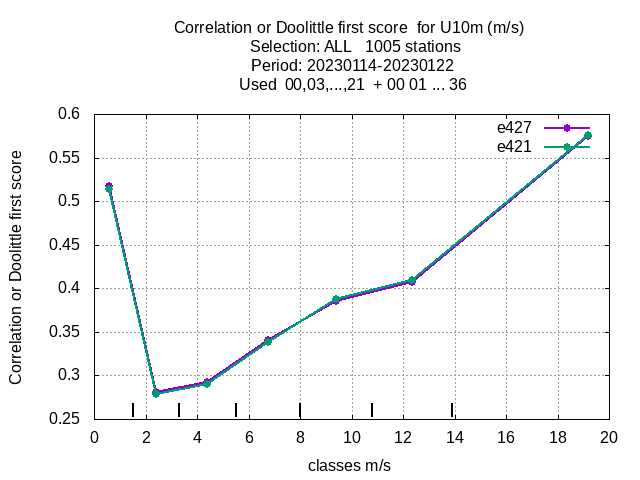 Correlation or Doolittle first score  for U10m (m/s)
Selection: ALL   1005 stations
Period: 20230114-20230122
Used  00,03,...,21  + 00 01 ... 36
Correlation or Doolittle first score
0.6
0.55
0.5
0.45
0.4
0.35
0.3
0.25
e427
e421
0 2 4 6 8 10 12 14 16 18 20
classes m/s